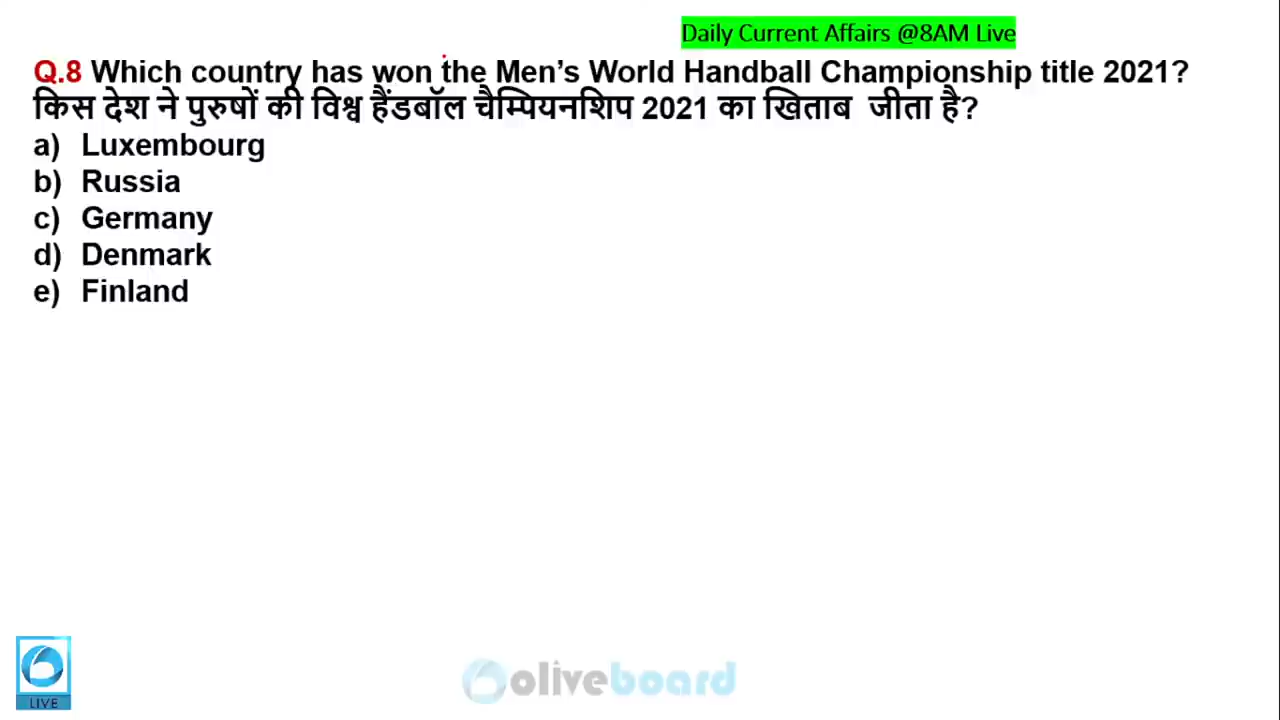 Daily Current Affairs @8AM Live
Q.8 Which country has won the Men’s World Handball Championship title 2021?
किस देश ने पुरुषों की विश्व हैंडबॉल चैम्पियनशिप 2021 का खिताब जीता है?
a) Luxembourg
b) Russia
c) Germany
d) Denmark
e) Finland
LIVE
oliveboard